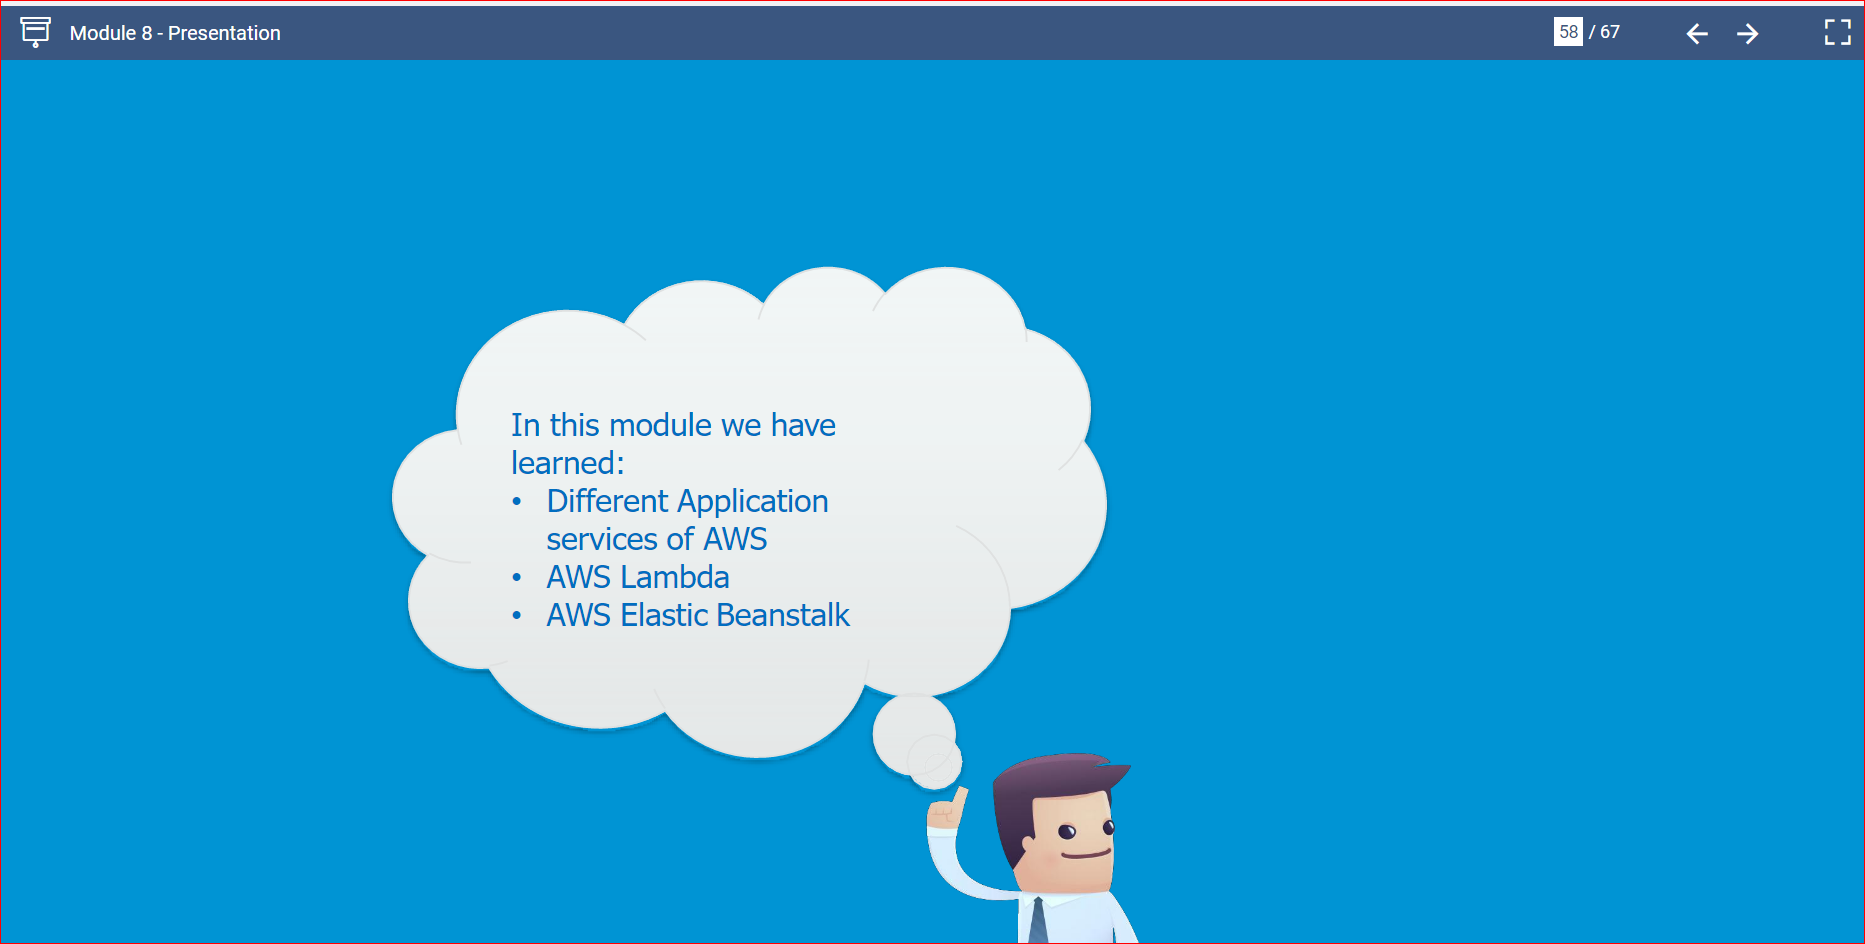 Module 8 - Presentation
58 / 67
In this module we have
learned:
• Different Application
services of AWS
• AWS Lambda
• AWS Elastic Beanstalk